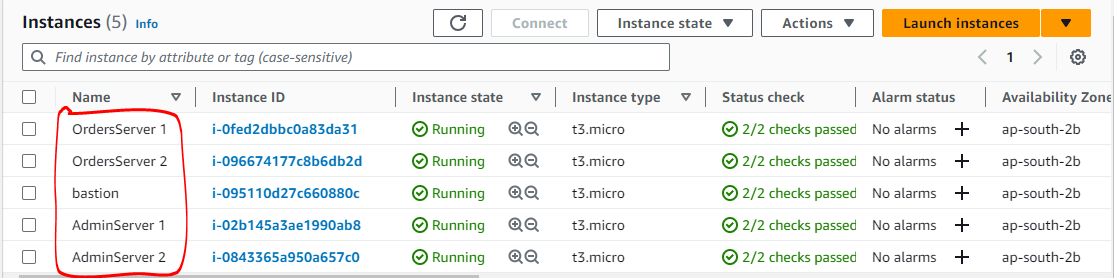 Instances (5) Info Connect Instance state Actions Launch instances
Find instance by attribute or tag (case-sensitive) 1
Name Instance ID Instance state Instance type Status check Alarm status Availability Zone
OrdersServer 1 i-0fed2dbbc0a83da31 Running t3.micro 2/2 checks passed No alarms ap-south-2b
OrdersServer 2 i-096674177c8b6db2d Running t3.micro 2/2 checks passed No alarms ap-south-2b
bastion i-095110d27c660880c Running t3.micro 2/2 checks passed No alarms ap-south-2b
AdminServer 1 i-02b145a3ae1990ab8 Running t3.micro 2/2 checks passed No alarms ap-south-2b
AdminServer 2 i-0843365a950a657c0 Running t3.micro 2/2 checks passed No alarms ap-south-2b